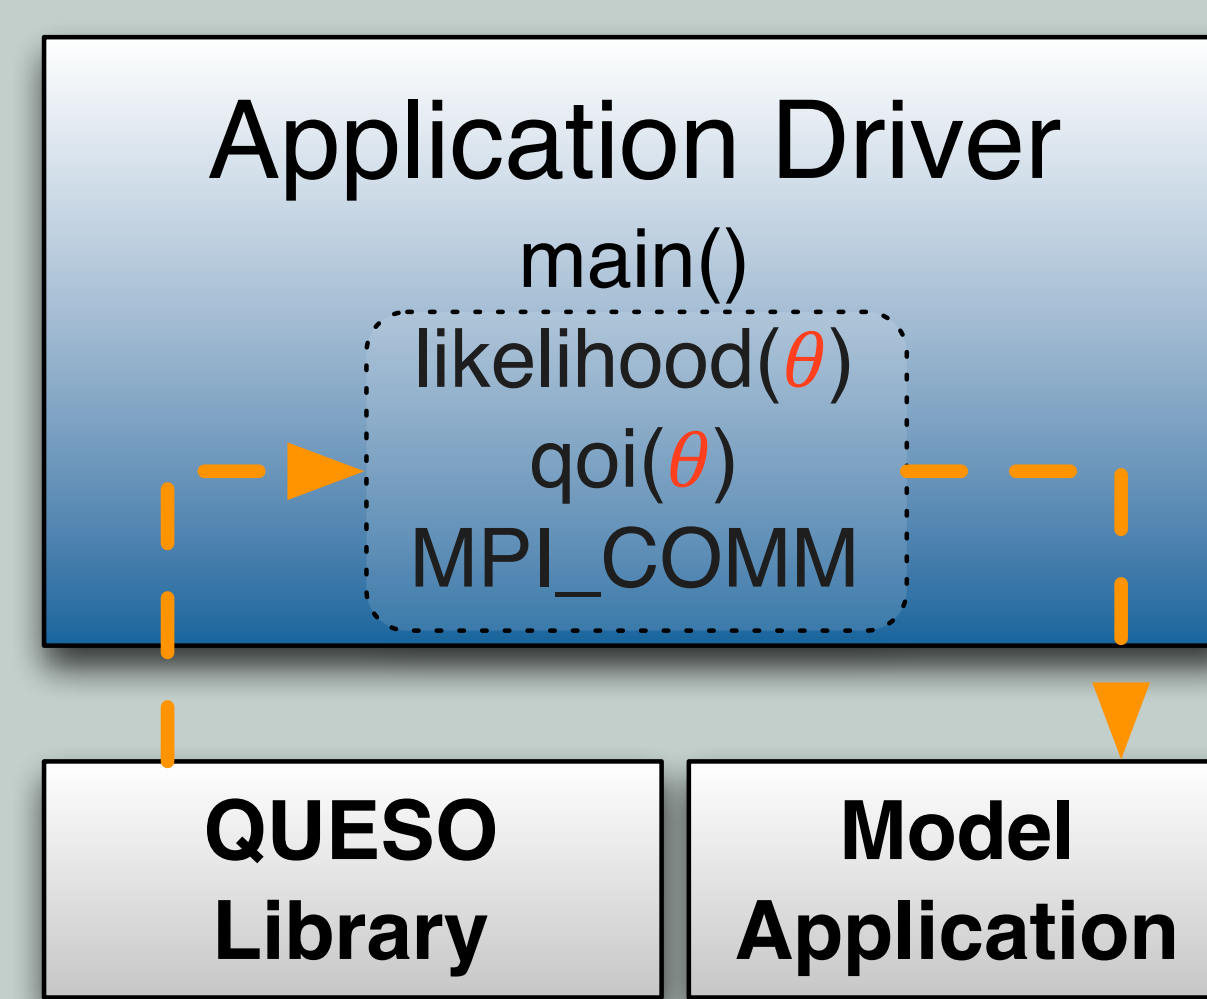 Application Driver
main()
likelihood(θ)
qoi(θ)
MPI_COMM
QUESO
Library
Model
Application